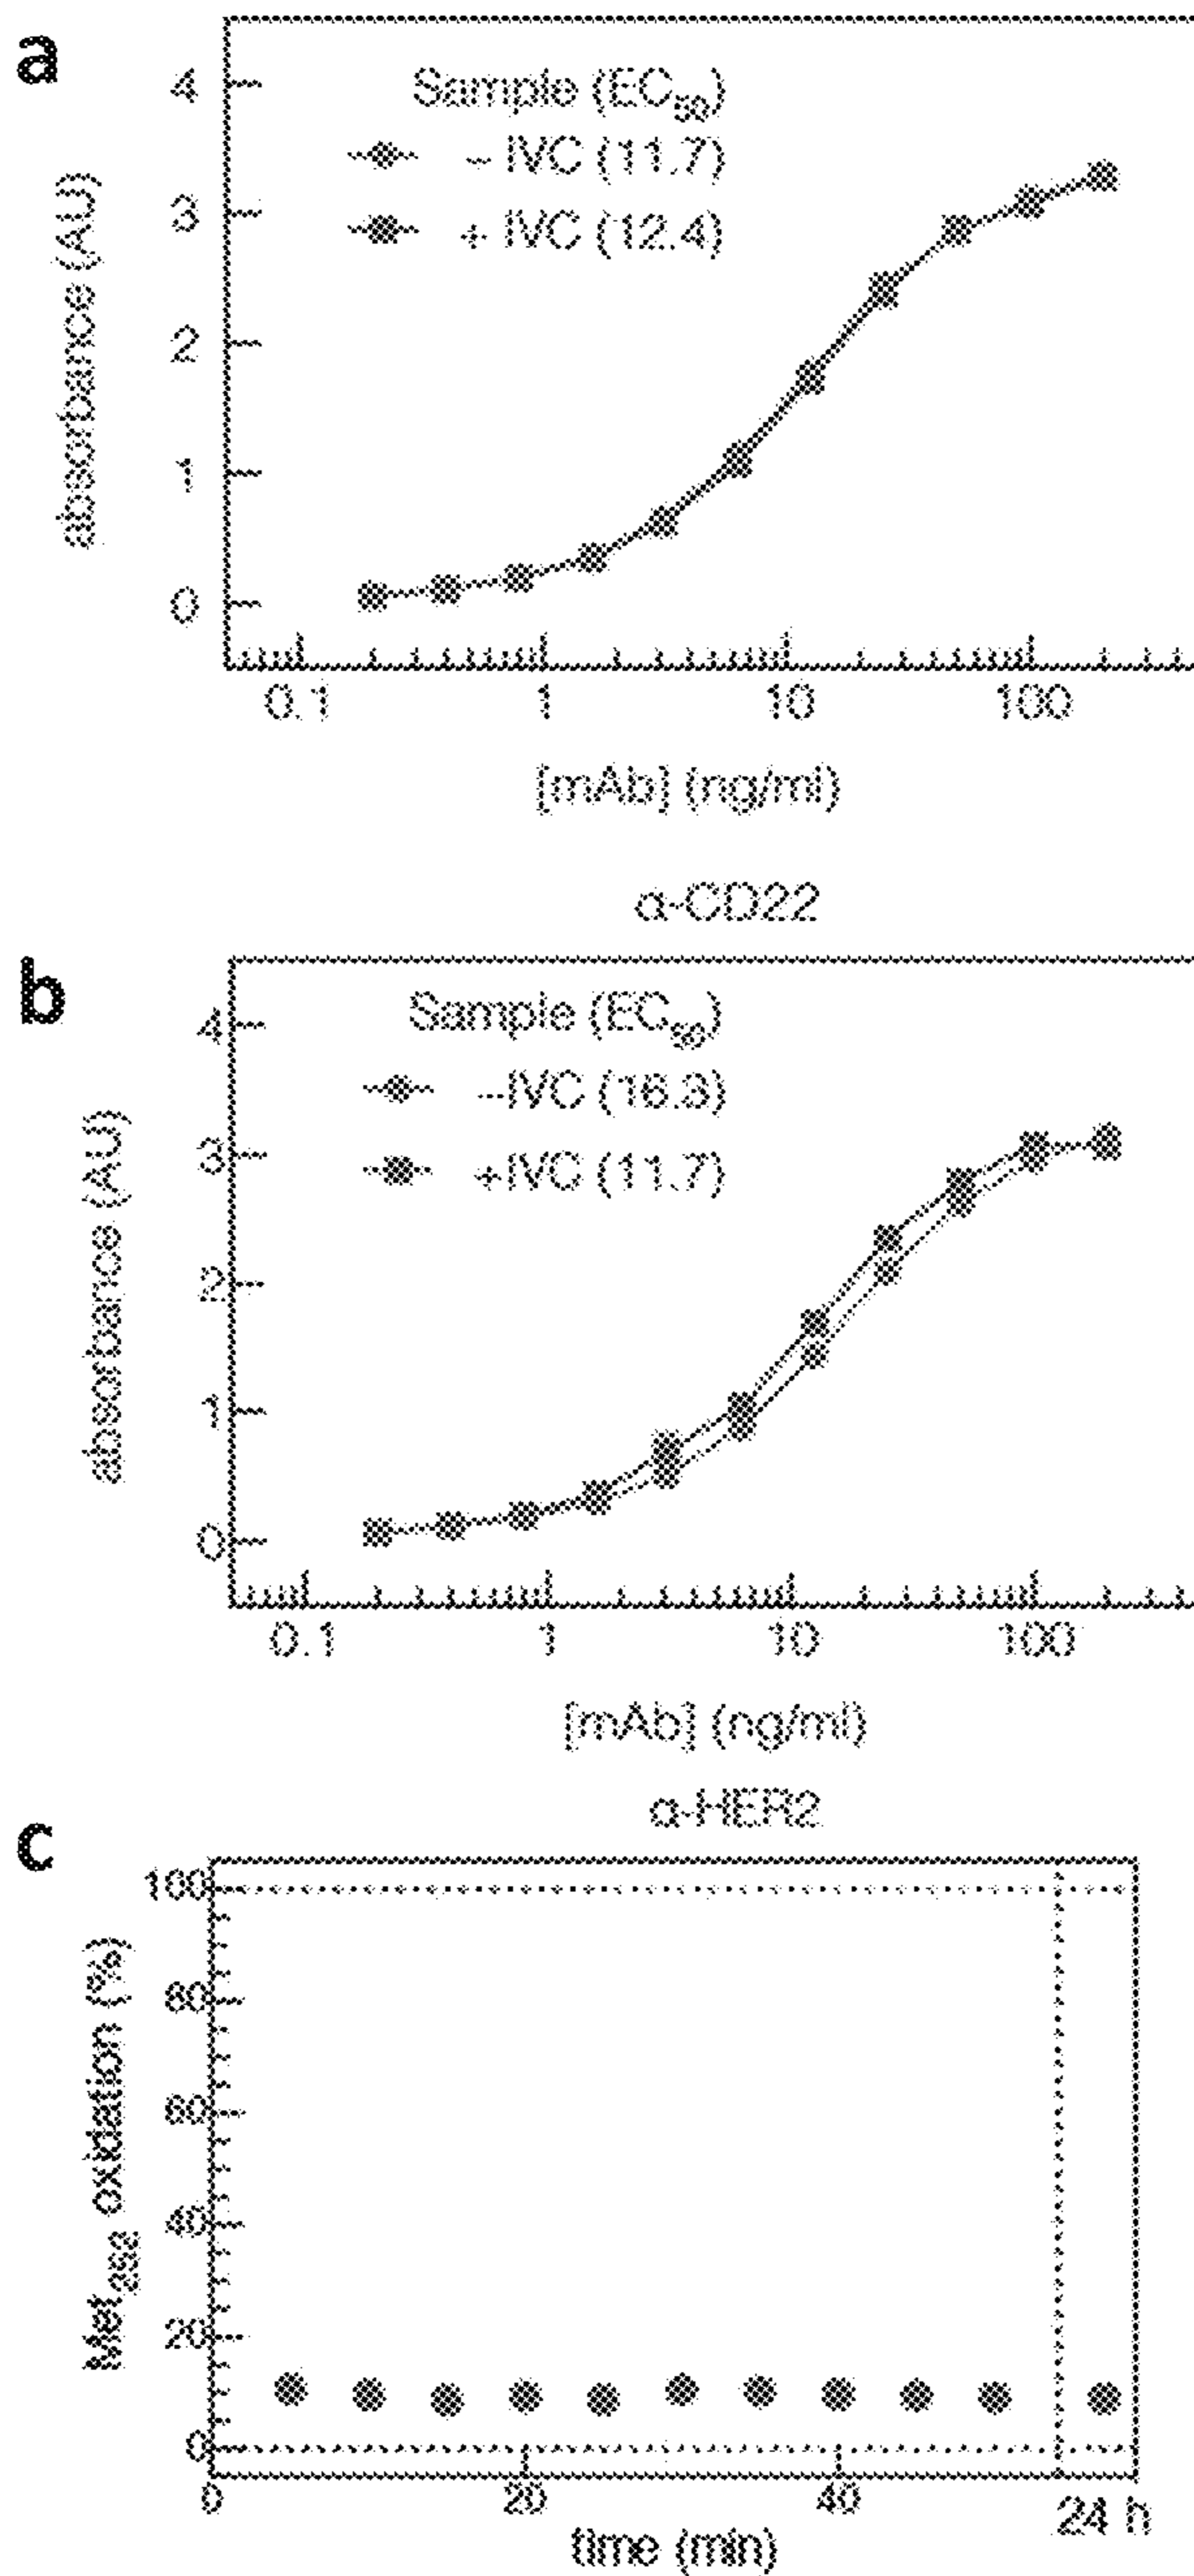 a
absorbance (AU)
4
3
2
1
0
Sample (EC50)
- IVC (11.7)
+ IVC (12.4)
0.1 1 10 100
[mAb] (ng/ml)
α-CD22
b
absorbance (AU)
4
3
2
1
0
Sample (EC50)
-IVC (16.3)
+IVC (11.7)
0.1 1 10 100
[mAb] (ng/ml)
α-HER2
c
oxidation (%)
100
80
60
40
20
0
0 20 40 24 h
time (min)